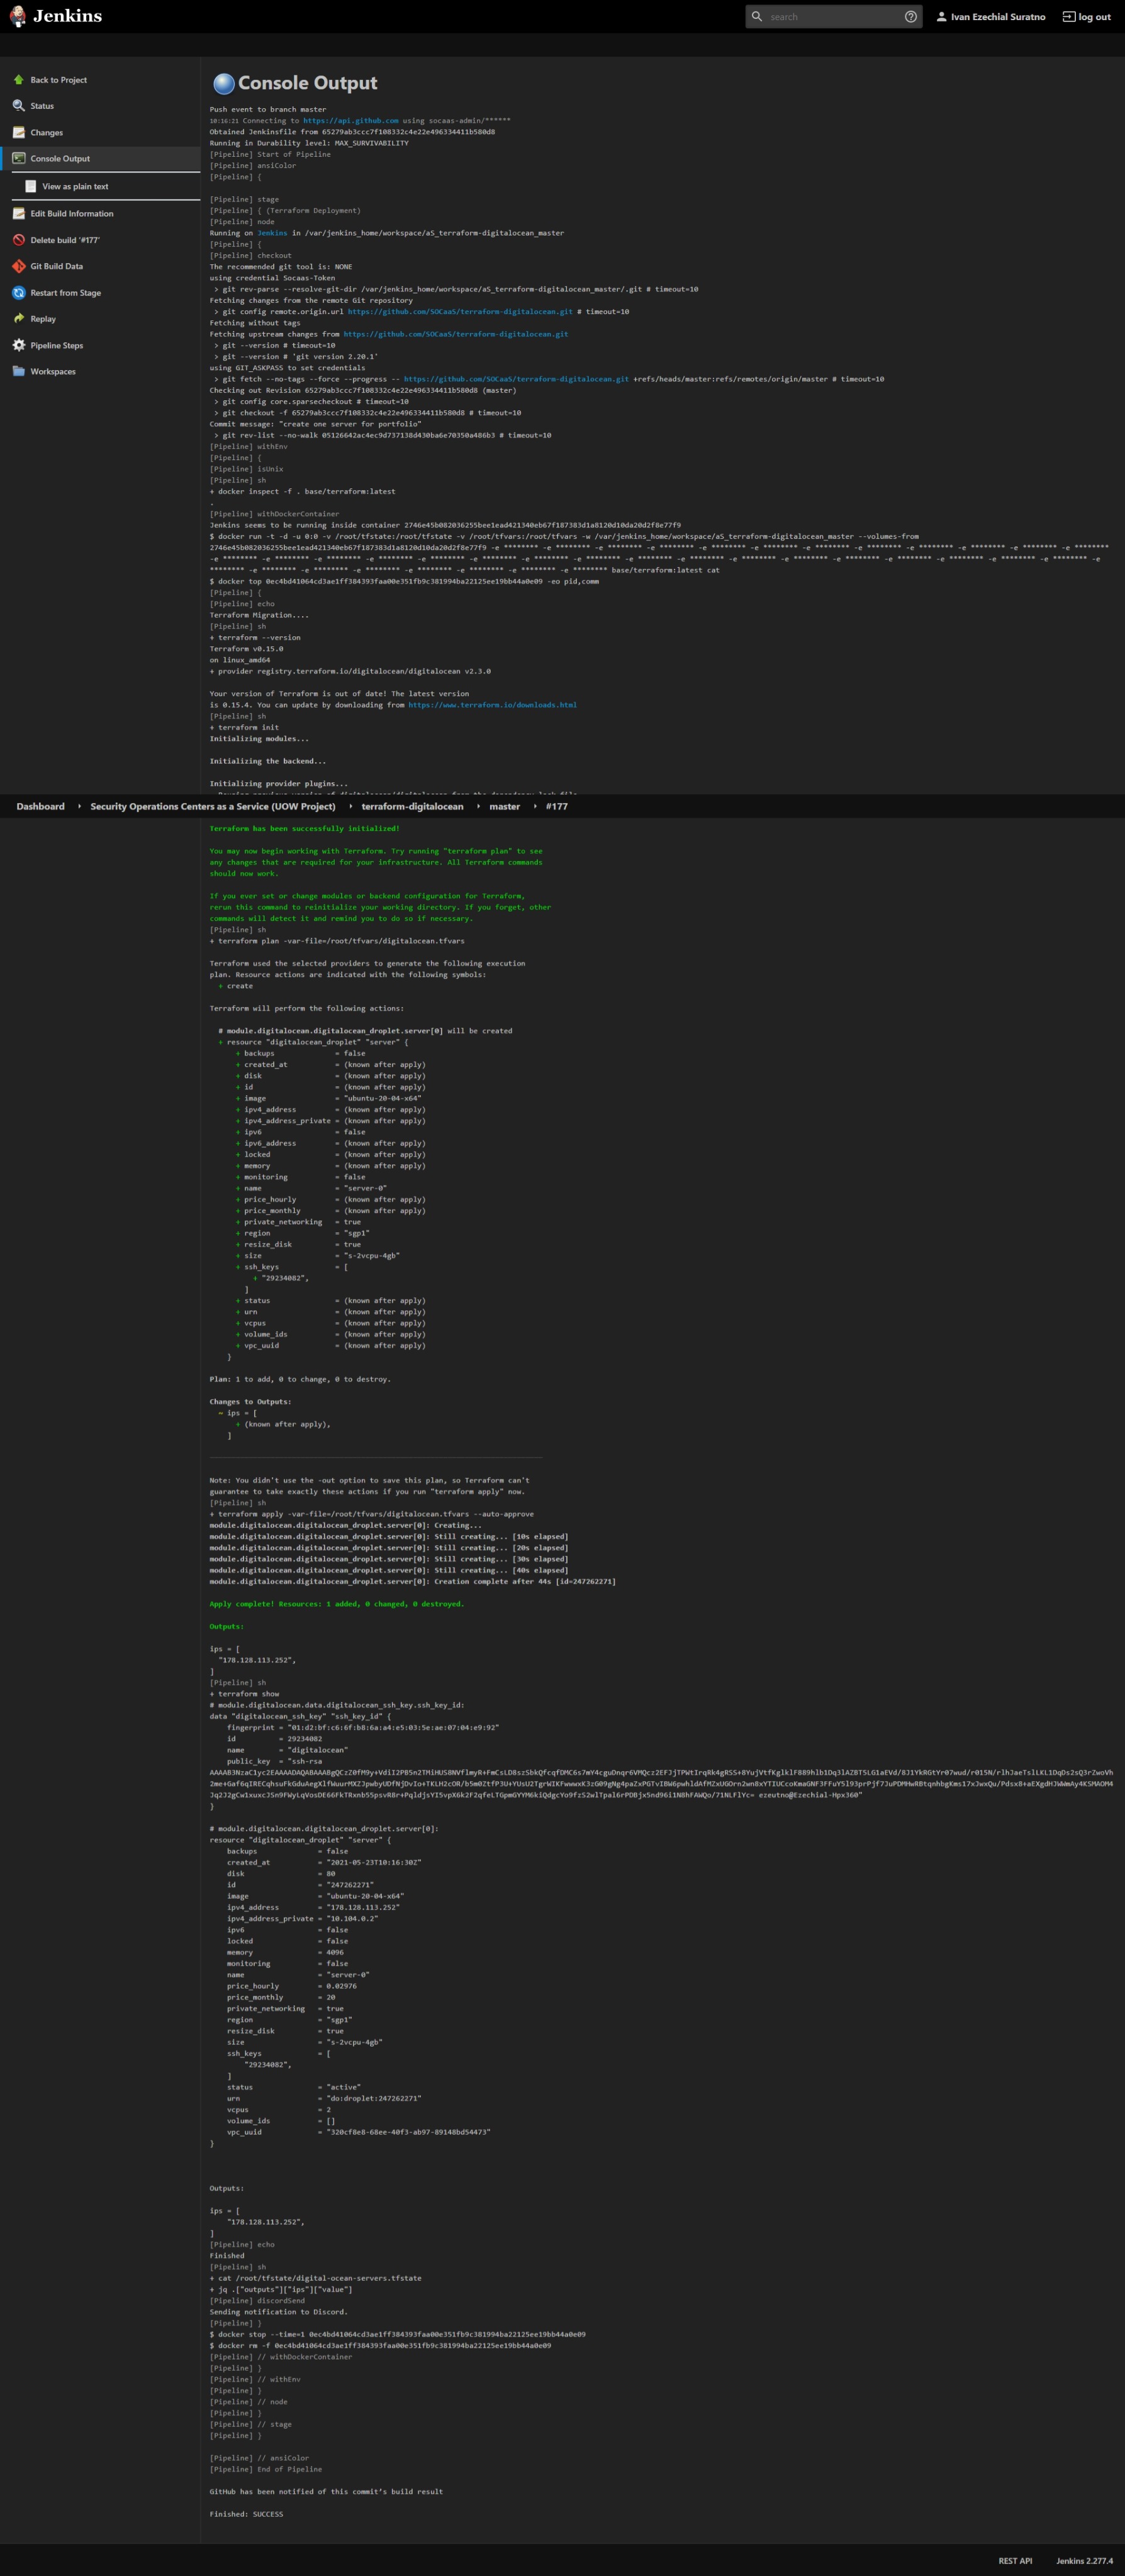 Jenkins
search
Ivan Ezechial Suratno
log out
Back to Project
Status
Changes
Console Output
View as plain text
Edit Build Information
Delete build '#177'
Git Build Data
Restart from Stage
Replay
Pipeline Steps
Workspaces
Console Output
Push event to branch master
10:16:21 Connecting to https://api.github.com using socaas-admin/******
Obtained Jenkinsfile from 65279ab3ccc7f108332c4e22e496334411b580d8
Running in Durability level: MAX_SURVIVABILITY
[Pipeline] Start of Pipeline
[Pipeline] ansiColor
[Pipeline] {
[Pipeline] stage
[Pipeline] { (Terraform Deployment)
[Pipeline] node
Running on Jenkins in /var/jenkins_home/workspace/aS_terraform-digitalocean_master
[Pipeline] {
[Pipeline] checkout
The recommended git tool is: NONE
using credential Socaas-Token
> git rev-parse --resolve-git-dir /var/jenkins_home/workspace/aS_terraform-digitalocean_master/.git # timeout=10
Fetching changes from the remote Git repository
> git config remote.origin.url https://github.com/SOCaaS/terraform-digitalocean.git # timeout=10
Fetching without tags
Fetching upstream changes from https://github.com/SOCaaS/terraform-digitalocean.git
> git --version # timeout=10
> git --version # 'git version 2.20.1'
using GIT_ASKPASS to set credentials
> git fetch --no-tags --force --progress -- https://github.com/SOCaaS/terraform-digitalocean.git +refs/heads/master:refs/remotes/origin/master # timeout=10
Checking out Revision 65279ab3ccc7f108332c4e22e496334411b580d8 (master)
> git config core.sparsecheckout # timeout=10
> git checkout -f 65279ab3ccc7f108332c4e22e496334411b580d8 # timeout=10
Commit message: "create one server for portfolio"
> git rev-list --no-walk 05126642ac4ec9d737138d430ba6e70350a486b3 # timeout=10
[Pipeline] withEnv
[Pipeline] {
[Pipeline] isUnix
[Pipeline] sh
+ docker inspect -f . base/terraform:latest
.
[Pipeline] withDockerContainer
Jenkins seems to be running inside container 2746e45b082036255bee1ead421340eb67f187383d1a8120d10da20d2f8e77f9
$ docker run -t -d -u 0:0 -v /root/tfstate:/root/tfstate -v /root/tfvars:/root/tfvars -w /var/jenkins_home/workspace/aS_terraform-digitalocean_master --volumes-from
2746e45b082036255bee1ead421340eb67f187383d1a8120d10da20d2f8e77f9 -e ******** -e ******** -e ******** -e ******** -e ******** -e ******** -e ******** -e ******** -e ******** -e ******** -e ******** -e ********
-e ******** -e ******** -e ******** -e ******** -e ******** -e ******** -e ******** -e ******** -e ******** -e ******** -e ******** -e ******** -e ******** -e ******** -e ******** -e
******** -e ******** -e ******** -e ******** -e ******** -e ******** -e ******** -e ******** base/terraform:latest cat
$ docker top 0ec4bd41064cd3ae1ff384393faa00e351fb9c381994ba22125ee19bb44a0e09 -eo pid,comm
[Pipeline] {
[Pipeline] echo
Terraform Migration....
[Pipeline] sh
+ terraform --version
Terraform v0.15.0
on linux_amd64
+ provider registry.terraform.io/digitalocean/digitalocean v2.3.0
Your version of Terraform is out of date! The latest version
is 0.15.4. You can update by downloading from https://www.terraform.io/downloads.html
[Pipeline] sh
+ terraform init
Initializing modules...
Initializing the backend...
Initializing provider plugins...
Dashboard
Security Operations Centers as a Service (UOW Project)
terraform-digitalocean
master
#177
Terraform has been successfully initialized!
You may now begin working with Terraform. Try running "terraform plan" to see
any changes that are required for your infrastructure. All Terraform commands
should now work.
If you ever set or change modules or backend configuration for Terraform,
rerun this command to reinitialize your working directory. If you forget, other
commands will detect it and remind you to do so if necessary.
[Pipeline] sh
+ terraform plan -var-file=/root/tfvars/digitalocean.tfvars
Terraform used the selected providers to generate the following execution
plan. Resource actions are indicated with the following symbols:
+ create
Terraform will perform the following actions:
# module.digitalocean.digitalocean_droplet.server[0] will be created
+ resource "digitalocean_droplet" "server" {
+ backups = false
+ created_at = (known after apply)
+ disk = (known after apply)
+ id = (known after apply)
+ image = "ubuntu-20-04-x64"
+ ipv4_address = (known after apply)
+ ipv4_address_private = (known after apply)
+ ipv6 = false
+ ipv6_address = (known after apply)
+ locked = (known after apply)
+ memory = (known after apply)
+ monitoring = false
+ name = "server-0"
+ price_hourly = (known after apply)
+ price_monthly = (known after apply)
+ private_networking = true
+ region = "sgp1"
+ resize_disk = true
+ size = "s-2vcpu-4gb"
+ ssh_keys = [
+ "29234082",
]
+ status = (known after apply)
+ urn = (known after apply)
+ vcpus = (known after apply)
+ volume_ids = (known after apply)
+ vpc_uuid = (known after apply)
}
Plan: 1 to add, 0 to change, 0 to destroy.
Changes to Outputs:
~ ips = [
+ (known after apply),
]
Note: You didn't use the -out option to save this plan, so Terraform can't
guarantee to take exactly these actions if you run "terraform apply" now.
[Pipeline] sh
+ terraform apply -var-file=/root/tfvars/digitalocean.tfvars --auto-approve
module.digitalocean.digitalocean_droplet.server[0]: Creating...
module.digitalocean.digitalocean_droplet.server[0]: Still creating... [10s elapsed]
module.digitalocean.digitalocean_droplet.server[0]: Still creating... [20s elapsed]
module.digitalocean.digitalocean_droplet.server[0]: Still creating... [30s elapsed]
module.digitalocean.digitalocean_droplet.server[0]: Still creating... [40s elapsed]
module.digitalocean.digitalocean_droplet.server[0]: Creation complete after 44s [id=247262271]
Apply complete! Resources: 1 added, 0 changed, 0 destroyed.
Outputs:
ips = [
"178.128.113.252",
]
[Pipeline] sh
+ terraform show
# module.digitalocean.data.digitalocean_ssh_key.ssh_key_id:
data "digitalocean_ssh_key" "ssh_key_id" {
fingerprint = "01:d2:bf:c6:6f:b8:6a:a4:e5:03:5e:ae:07:04:e9:92"
id = 29234082
name = "digitalocean"
public_key = "ssh-rsa
ezeutno@Ezechial-Hpx360"
}
# module.digitalocean.digitalocean_droplet.server[0]:
resource "digitalocean_droplet" "server" {
backups = false
created_at = "2021-05-23T10:16:30Z"
disk = 80
id = "247262271"
image = "ubuntu-20-04-x64"
ipv4_address = "178.128.113.252"
ipv4_address_private = "10.104.0.2"
ipv6 = false
locked = false
memory = 4096
monitoring = false
name = "server-0"
price_hourly = 0.02976
price_monthly = 20
private_networking = true
region = "sgp1"
resize_disk = true
size = "s-2vcpu-4gb"
ssh_keys = [
"29234082",
]
status = "active"
urn = "do:droplet:247262271"
vcpus = 2
volume_ids = []
vpc_uuid = "320cf8e8-68ee-40f3-ab97-89148bd54473"
}
Outputs:
ips = [
"178.128.113.252",
]
[Pipeline] echo
Finished
[Pipeline] sh
+ cat /root/tfstate/digital-ocean-servers.tfstate
+ jq .["outputs"]["ips"]["value"]
[Pipeline] discordSend
Sending notification to Discord.
[Pipeline] }
$ docker stop --time=1 0ec4bd41064cd3ae1ff384393faa00e351fb9c381994ba22125ee19bb44a0e09
$ docker rm -f 0ec4bd41064cd3ae1ff384393faa00e351fb9c381994ba22125ee19bb44a0e09
[Pipeline] // withDockerContainer
[Pipeline] }
[Pipeline] // withEnv
[Pipeline] }
[Pipeline] // node
[Pipeline] }
[Pipeline] // stage
[Pipeline] }
[Pipeline] // ansiColor
[Pipeline] End of Pipeline
GitHub has been notified of this commit's build result
Finished: SUCCESS
REST API
Jenkins 2.277.4